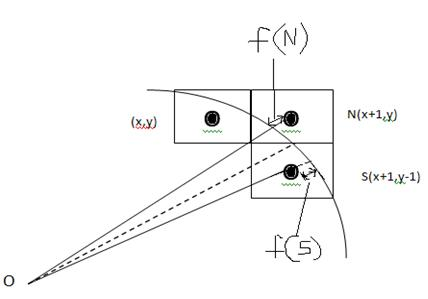 f(N)
(x,y)
N(x+1,y)
S(x+1,y-1)
f(S)
O